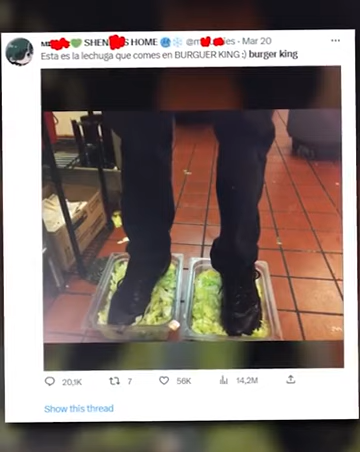 SHEN S HOME @m ies - Mar 20
Esta es la lechuga que comes en BURGUER KING :) burger king
20,1K 7 56K 14,2M
Show this thread